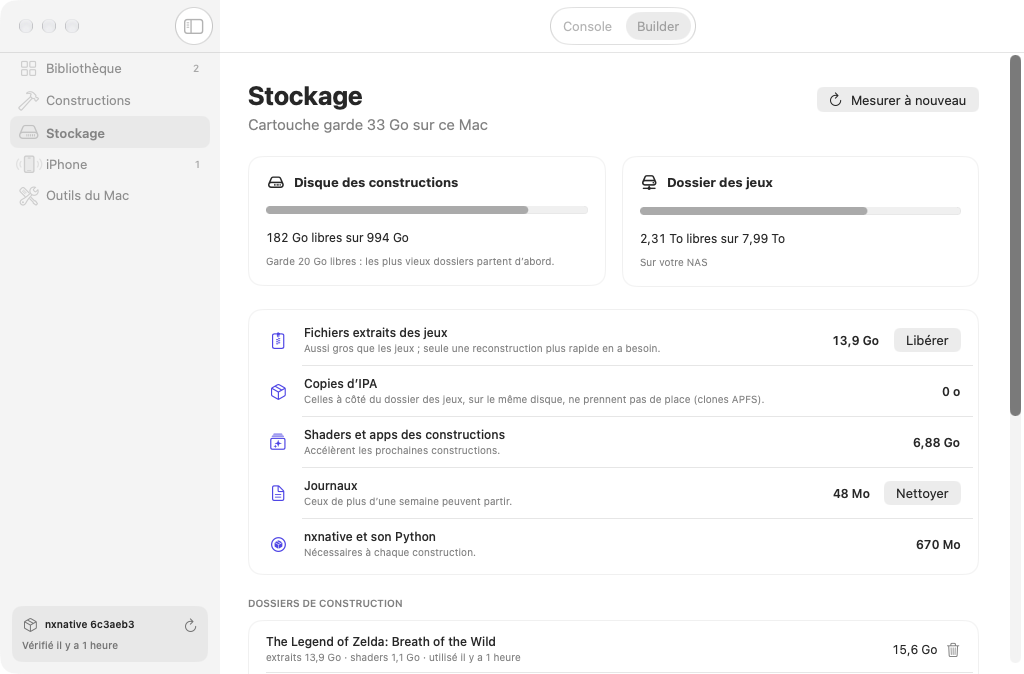 Console
Builder
Bibliothèque
2
Constructions
Stockage
iPhone
1
Outils du Mac
nxnative 6c3aeb3
Vérifié il y a 1 heure
Stockage
Cartouche garde 33 Go sur ce Mac
Mesurer à nouveau
Disque des constructions
182 Go libres sur 994 Go
Garde 20 Go libres : les plus vieux dossiers partent d’abord.
Dossier des jeux
2,31 To libres sur 7,99 To
Sur votre NAS
Fichiers extraits des jeux
Aussi gros que les jeux ; seule une reconstruction plus rapide en a besoin.
13,9 Go
Libérer
Copies d’IPA
Celles à côté du dossier des jeux, sur le même disque, ne prennent pas de place (clones APFS).
0 o
Shaders et apps des constructions
Accélèrent les prochaines constructions.
6,88 Go
Journaux
Ceux de plus d’une semaine peuvent partir.
48 Mo
Nettoyer
nxnative et son Python
Nécessaires à chaque construction.
670 Mo
DOSSIERS DE CONSTRUCTION
The Legend of Zelda: Breath of the Wild
extraits 13,9 Go · shaders 1,1 Go · utilisé il y a 1 heure
15,6 Go